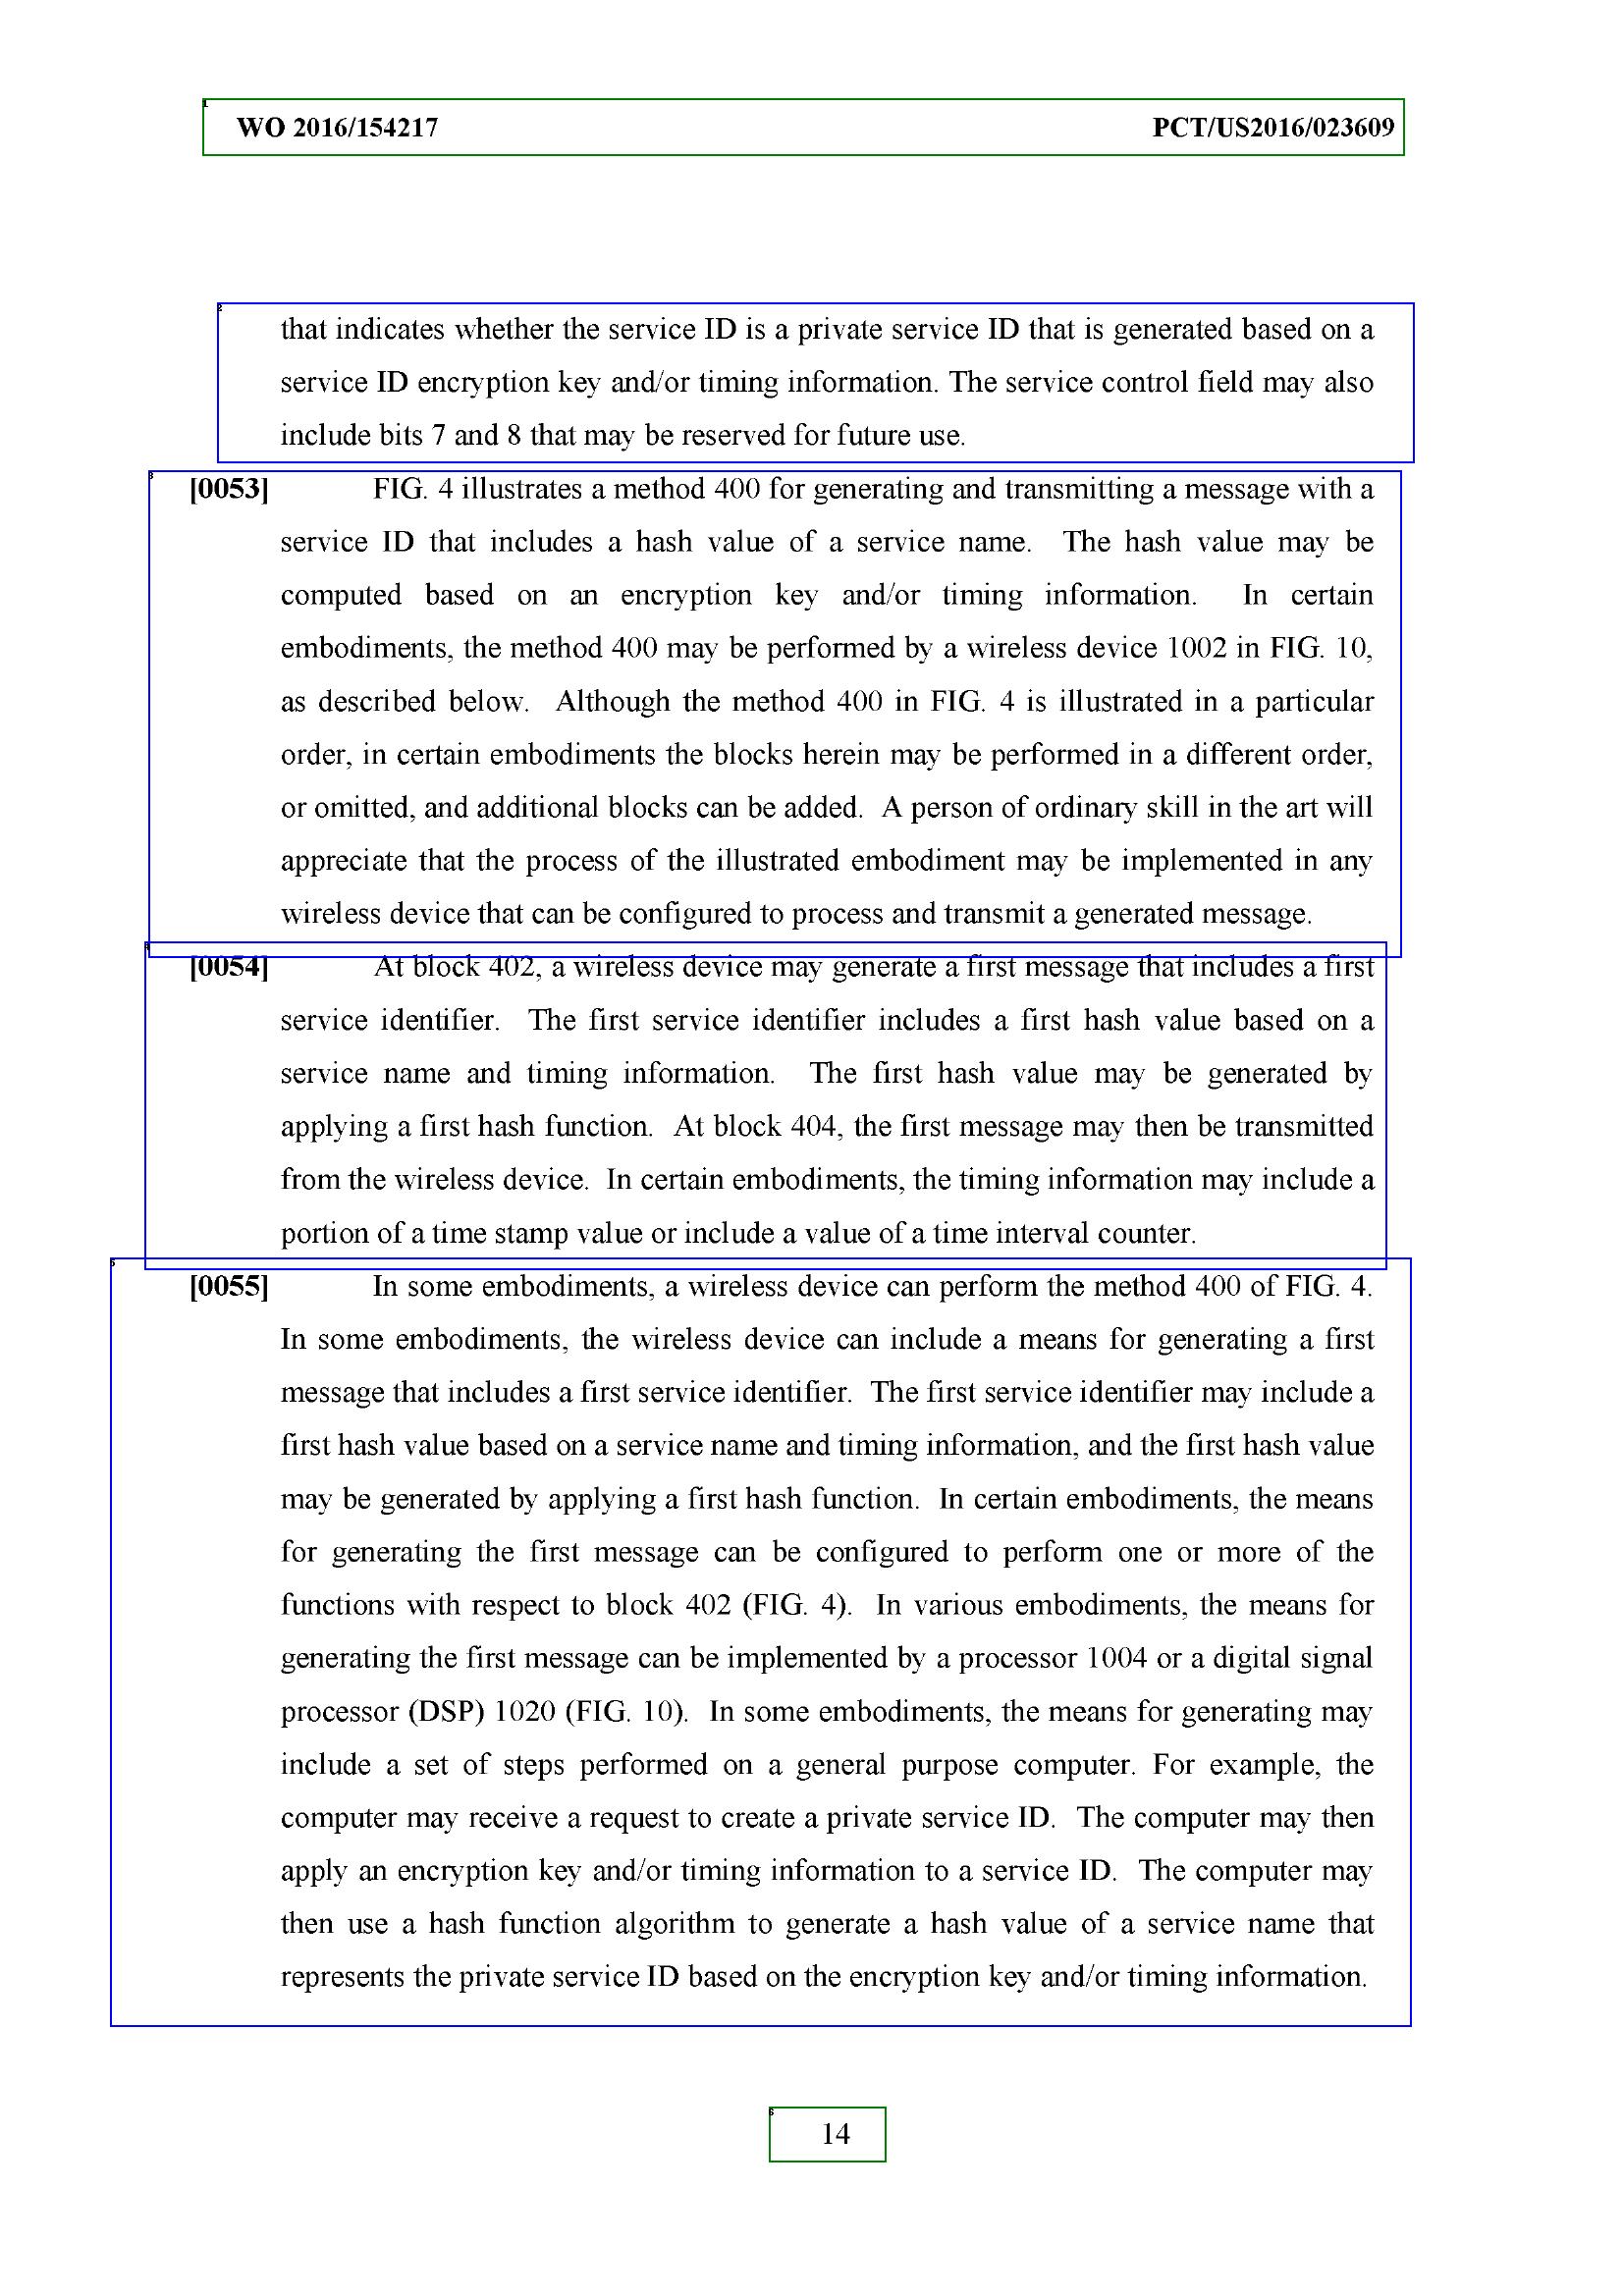 WO 2016/154217 PCT/US2016/023609
that indicates whether the service ID is a private service ID that is generated based on a
service ID encryption key and/or timing information. The service control field may also
include bits 7 and 8 that may be reserved for future use.
[0053] FIG. 4 illustrates a method 400 for generating and transmitting a message with a
service ID that includes a hash value of a service name. The hash value may be
computed based on an encryption key and/or timing information. In certain
embodiments, the method 400 may be performed by a wireless device 1002 in FIG. 10,
as described below. Although the method 400 in FIG. 4 is illustrated in a particular
order, in certain embodiments the blocks herein may be performed in a different order,
or omitted, and additional blocks can be added. A person of ordinary skill in the art will
appreciate that the process of the illustrated embodiment may be implemented in any
wireless device that can be configured to process and transmit a generated message.
[0054] At block 402, a wireless device may generate a first message that includes a first
service identifier. The first service identifier includes a first hash value based on a
service name and timing information. The first hash value may be generated by
applying a first hash function. At block 404, the first message may then be transmitted
from the wireless device. In certain embodiments, the timing information may include a
portion of a time stamp value or include a value of a time interval counter.
[0055] In some embodiments, a wireless device can perform the method 400 of FIG. 4.
In some embodiments, the wireless device can include a means for generating a first
message that includes a first service identifier. The first service identifier may include a
first hash value based on a service name and timing information, and the first hash value
may be generated by applying a first hash function. In certain embodiments, the means
for generating the first message can be configured to perform one or more of the
functions with respect to block 402 (FIG. 4). In various embodiments, the means for
generating the first message can be implemented by a processor 1004 or a digital signal
processor (DSP) 1020 (FIG. 10). In some embodiments, the means for generating may
include a set of steps performed on a general purpose computer. For example, the
computer may receive a request to create a private service ID. The computer may then
apply an encryption key and/or timing information to a service ID. The computer may
then use a hash function algorithm to generate a hash value of a service name that
represents the private service ID based on the encryption key and/or timing information.
14